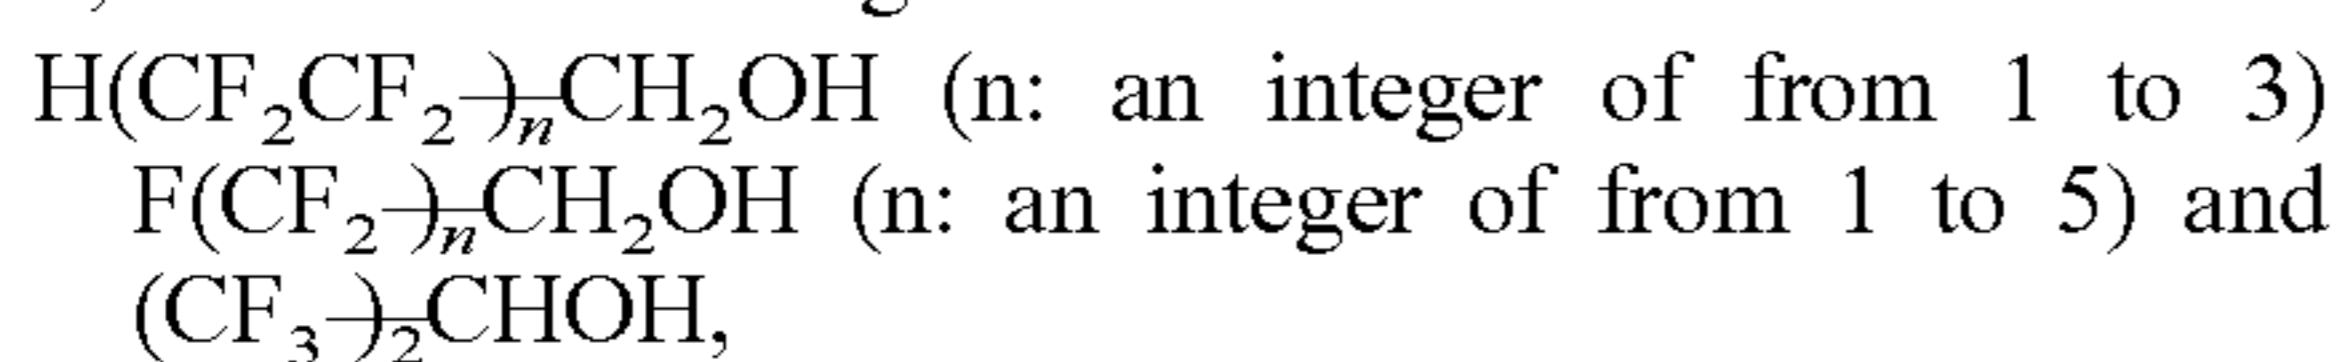 H(CF₂CF₂)ₙCH₂OH (n: an integer of from 1 to 3)
F(CF₂)ₙCH₂OH (n: an integer of from 1 to 5) and
(CF₃)₂CHOH,